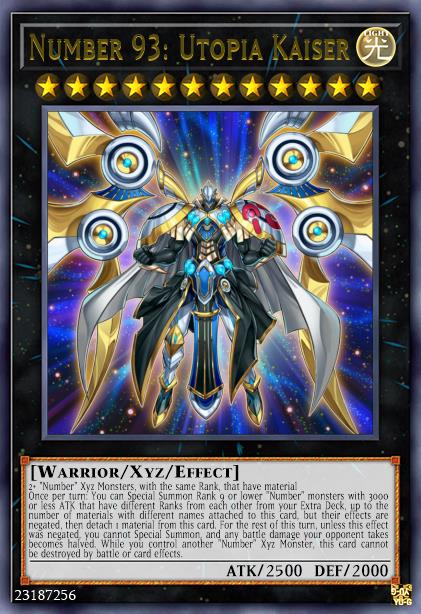 Number 93: Utopia Kaiser
LIGHT
光
93
[Warrior/Xyz/Effect]
2+ "Number" Xyz Monsters, with the same Rank, that have material
Once per turn: You can Special Summon Rank 9 or lower "Number" monsters with 3000
or less ATK that have different Ranks from each other from your Extra Deck, up to the
number of materials with different names attached to this card, but their effects are
negated, then detach 1 material from this card. For the rest of this turn, unless this effect
was negated, you cannot Special Summon, and any battle damage your opponent takes
becomes halved. While you control another "Number" Xyz Monster, this card cannot
be destroyed by battle or card effects.
ATK/2500 DEF/2000
23187256